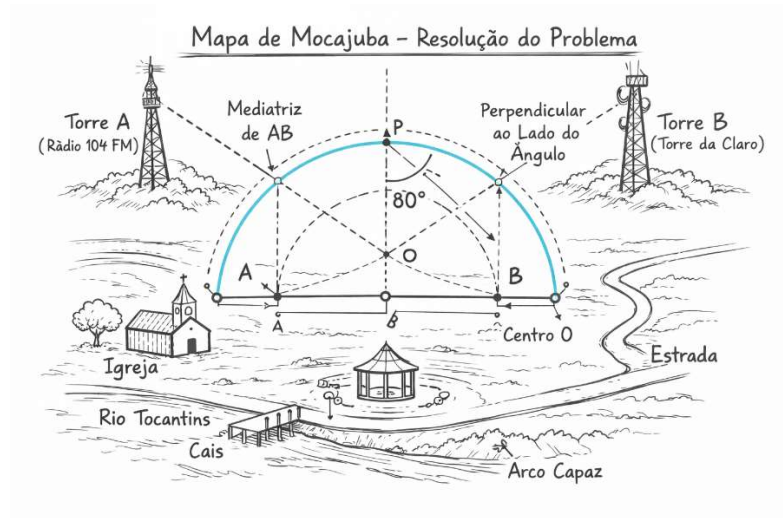 Mapa de Mocajuba – Resolução do Problema
Torre A
(Ràdio 104 FM)
Mediatriz
de AB
P
Perpendicular
ao Lado do
Ângulo
Torre B
(Torre da Claro)
80°
O
A
B
A
B
Centro O
Igreja
Estrada
Rio Tocantins
Cais
Arco Capaz